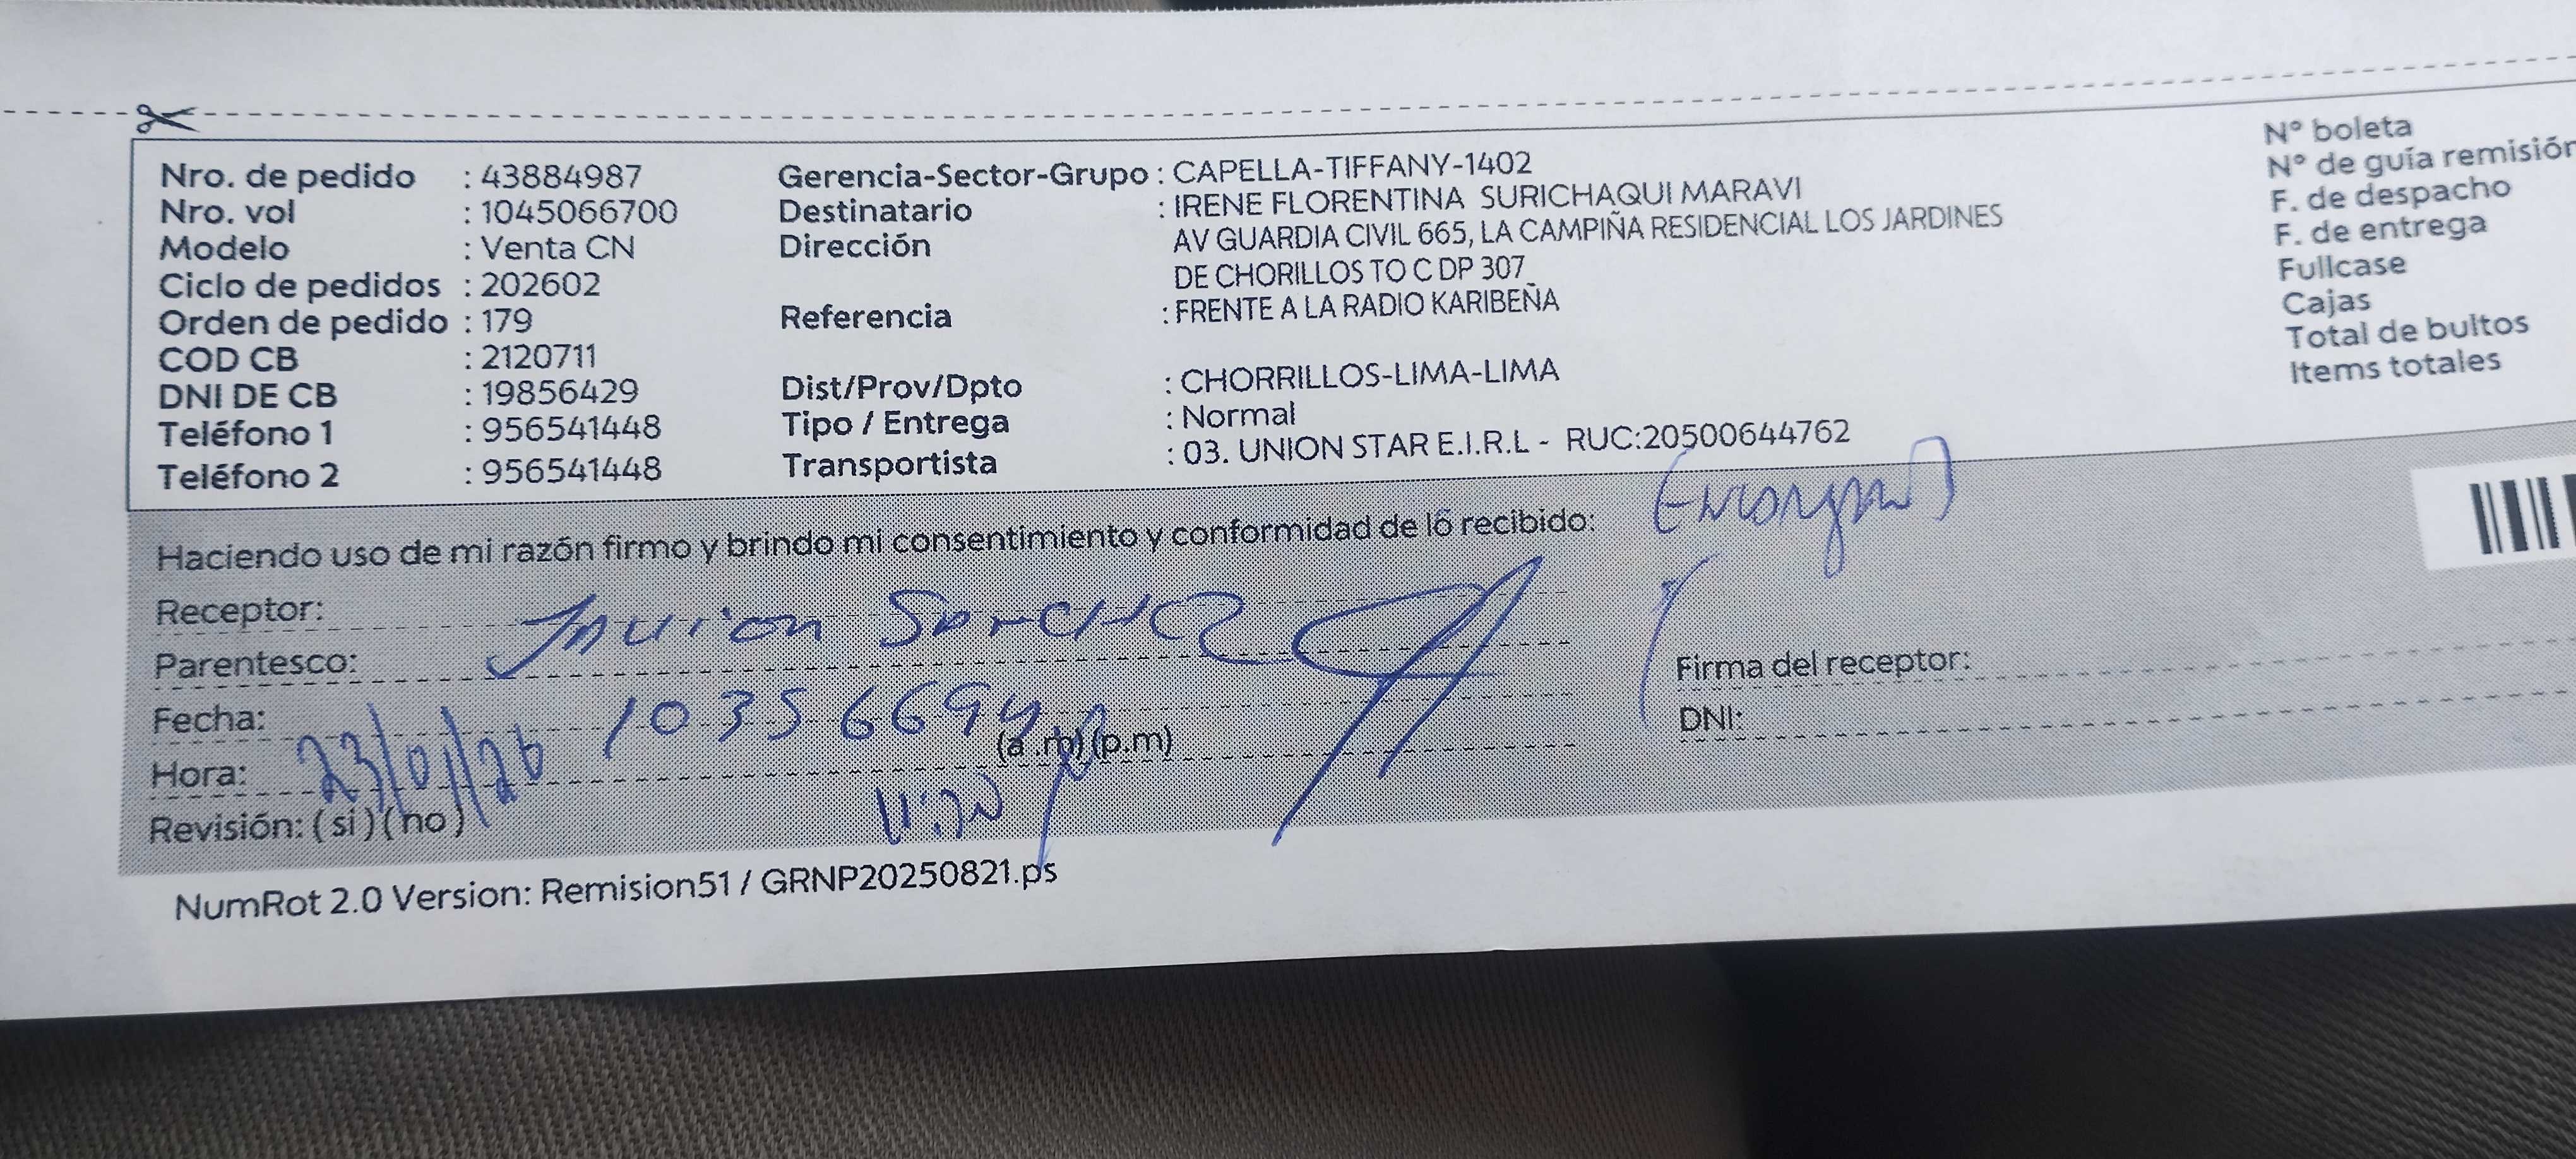 Nro. de pedido : 43884987
Nro. vol : 1045066700
Modelo : Venta CN
Ciclo de pedidos : 202602
Orden de pedido : 179
COD CB : 2120711
DNI DE CB : 19856429
Teléfono 1 : 956541448
Teléfono 2 : 956541448
Gerencia-Sector-Grupo : CAPELLA-TIFFANY-1402
Destinatario : IRENE FLORENTINA SURICHAQUI MARAVI
Dirección AV GUARDIA CIVIL 665, LA CAMPIÑA RESIDENCIAL LOS JARDINES
DE CHORILLOS TO C DP 307
Referencia : FRENTE A LA RADIO KARIBEÑA
Dist/Prov/Dpto : CHORRILLOS-LIMA-LIMA
Tipo / Entrega : Normal
Transportista : 03. UNION STAR E.I.R.L - RUC:20500644762
N° boleta
N° de guía remisión
F. de despacho
F. de entrega
Fullcase
Cajas
Total de bultos
Items totales
Haciendo uso de mi razón firmo y brindo mi consentimiento y conformidad de lo recibido:
Receptor:
Parentesco:
Fecha: 10356694
Hora: 23/01/26 (a.m) (p.m)
Revisión: (si) (no)
Firma del receptor:
DNI:
NumRot 2.0 Version: Remision51 / GRNP20250821.ps